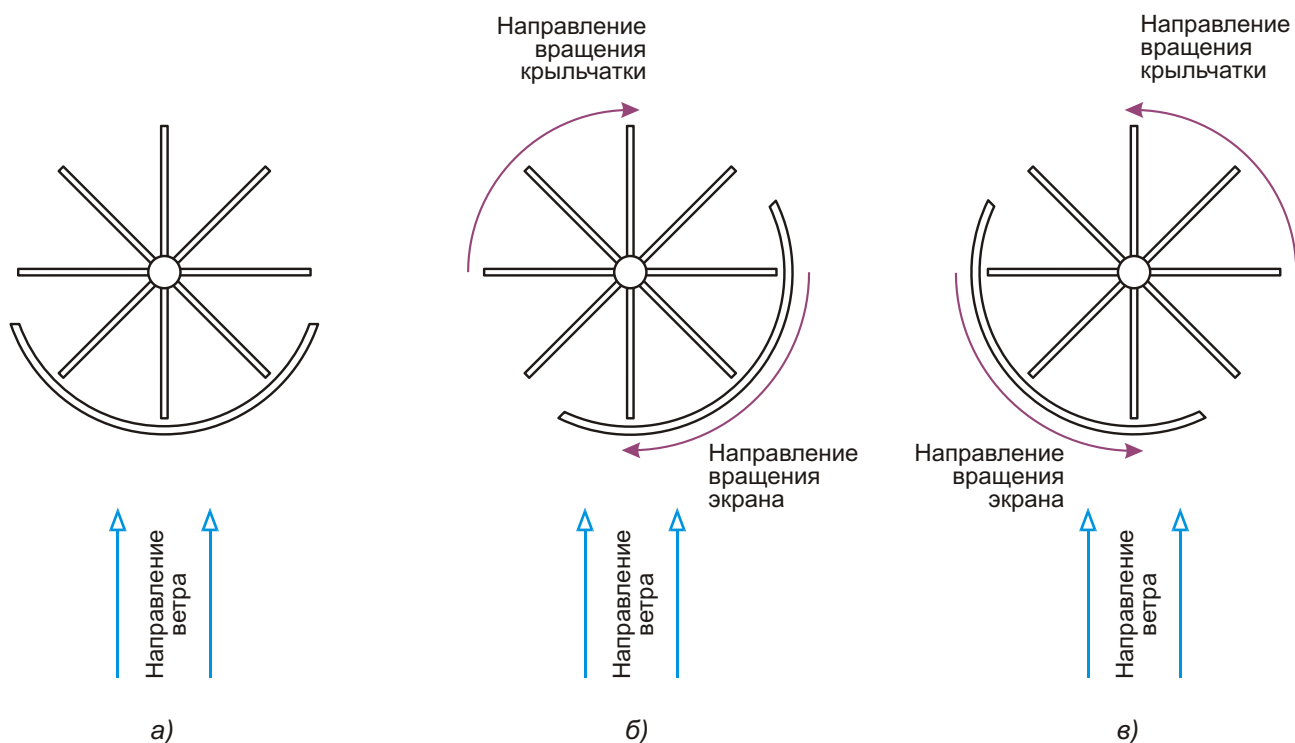 Направление
вращения
крыльчатки
Направление
вращения
крыльчатки
Направление
вращения
экрана
Направление
вращения
экрана
Направление
ветра
Направление
ветра
Направление
ветра
а)
б)
в)